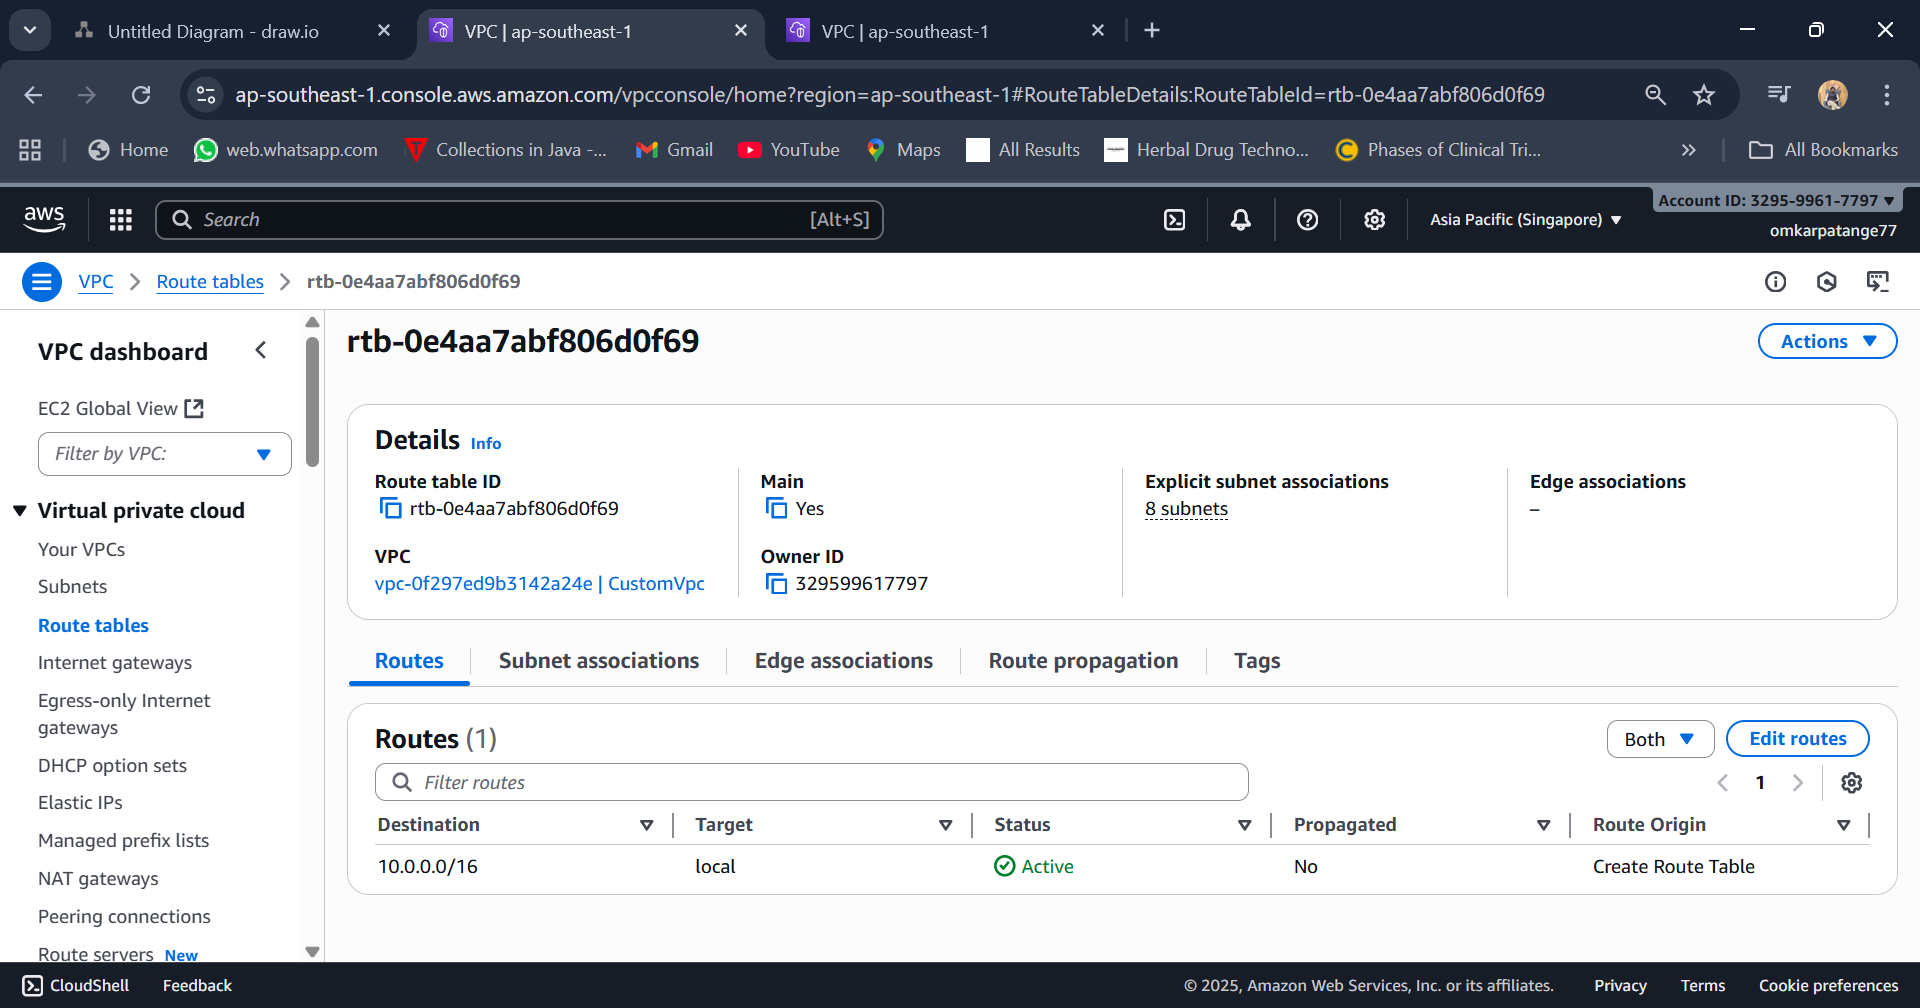 Untitled Diagram - draw.io
VPC | ap-southeast-1
VPC | ap-southeast-1
ap-southeast-1.console.aws.amazon.com/vpcconsole/home?region=ap-southeast-1#RouteTableDetails:RouteTableId=rtb-0e4aa7abf806d0f69
Home
web.whatsapp.com
Collections in Java -...
Gmail
YouTube
Maps
All Results
Herbal Drug Techno...
Phases of Clinical Tri...
All Bookmarks
aws
Search
[Alt+S]
Asia Pacific (Singapore)
Account ID: 3295-9961-7797
omkarpatange77
VPC
Route tables
rtb-0e4aa7abf806d0f69
VPC dashboard
EC2 Global View
Filter by VPC:
Virtual private cloud
Your VPCs
Subnets
Route tables
Internet gateways
Egress-only Internet
gateways
DHCP option sets
Elastic IPs
Managed prefix lists
NAT gateways
Peering connections
Route servers New
rtb-0e4aa7abf806d0f69
Actions
Details Info
Route table ID
rtb-0e4aa7abf806d0f69
Main
Yes
Explicit subnet associations
8 subnets
Edge associations
–
VPC
vpc-0f297ed9b3142a24e | CustomVpc
Owner ID
329599617797
Routes
Subnet associations
Edge associations
Route propagation
Tags
Routes (1)
Both
Edit routes
Filter routes
1
Destination
Target
Status
Propagated
Route Origin
10.0.0.0/16
local
Active
No
Create Route Table
CloudShell
Feedback
© 2025, Amazon Web Services, Inc. or its affiliates.
Privacy
Terms
Cookie preferences